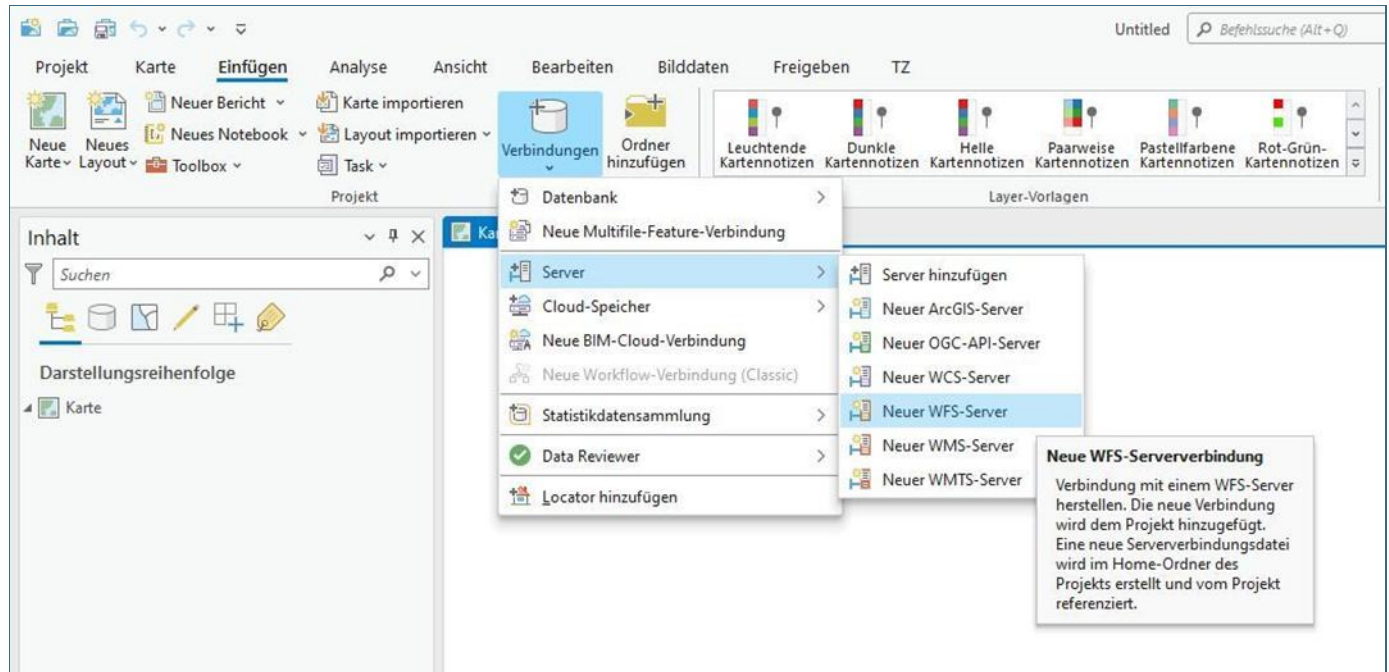 Untitled
Befehlssuche (Alt+Q)
Projekt Karte Einfügen Analyse Ansicht Bearbeiten Bilddaten Freigeben TZ
Neue Karte
Neues Layout
Neuer Bericht
Neues Notebook
Toolbox
Karte importieren
Layout importieren
Task
Projekt
Verbindungen
Ordner hinzufügen
Leuchtende Kartennotizen
Dunkle Kartennotizen
Helle Kartennotizen
Paarweise Kartennotizen
Pastellfarbene Kartennotizen
Rot-Grün-Kartennotizen
Layer-Vorlagen
Inhalt
Suchen
Darstellungsreihenfolge
Karte
Datenbank
Neue Multifile-Feature-Verbindung
Server
Cloud-Speicher
Neue BIM-Cloud-Verbindung
Neue Workflow-Verbindung (Classic)
Statistikdatensammlung
Data Reviewer
Locator hinzufügen
Server hinzufügen
Neuer ArcGIS-Server
Neuer OGC-API-Server
Neuer WCS-Server
Neuer WFS-Server
Neuer WMS-Server
Neuer WMTS-Server
Neue WFS-Serververbindung
Verbindung mit einem WFS-Server
herstellen. Die neue Verbindung
wird dem Projekt hinzugefügt.
Eine neue Serververbindungsdatei
wird im Home-Ordner des
Projekts erstellt und vom Projekt
referenziert.